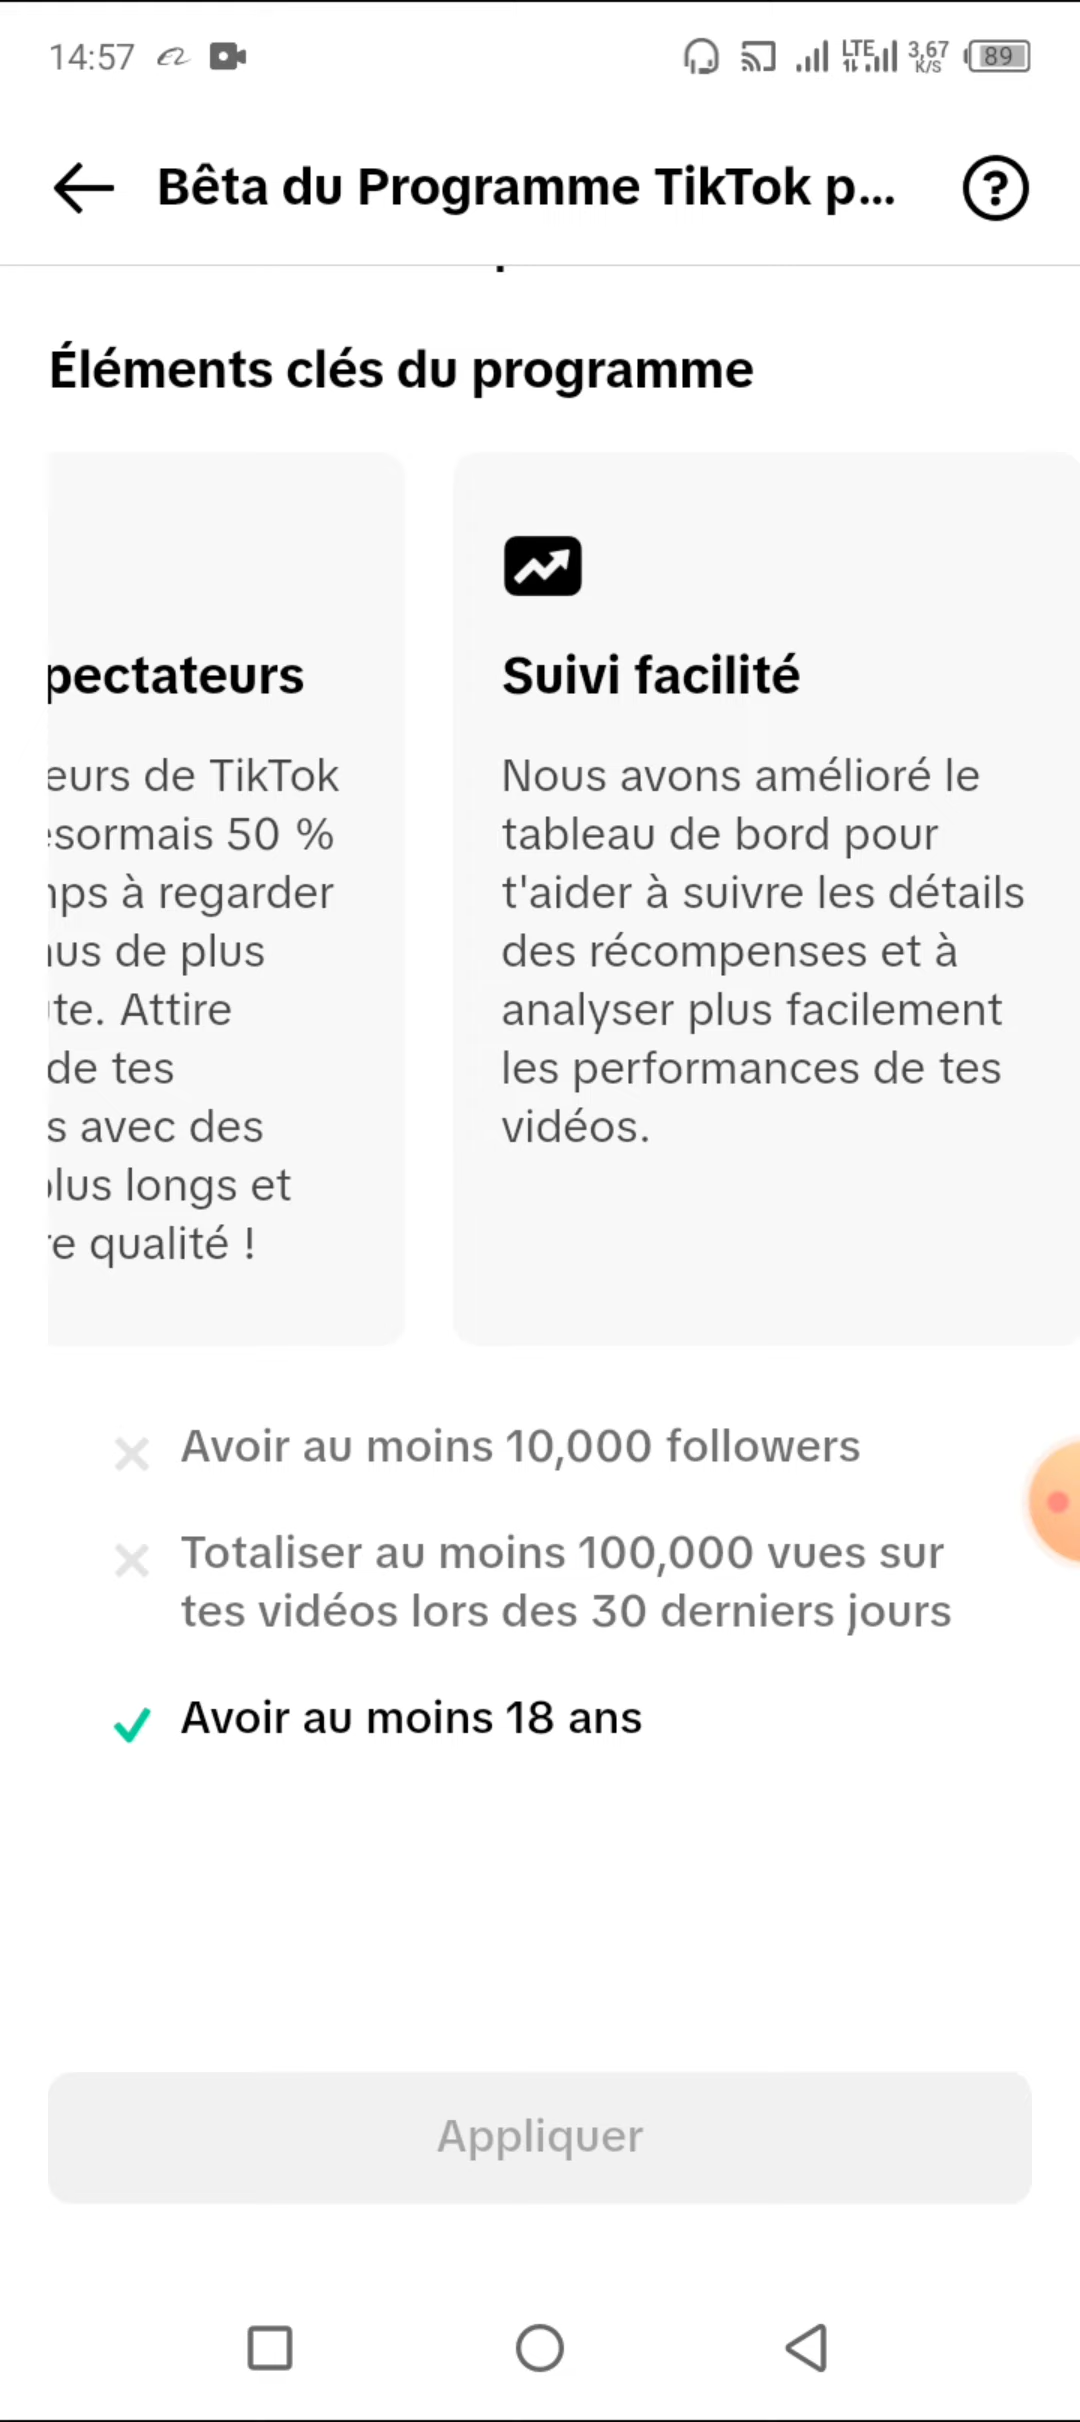 14:57
LTE
3,67
K/S
89
Bêta du Programme TikTok p...
Éléments clés du programme
pectateurs
eurs de TikTok
sormais 50 %
ps à regarder
us de plus
te. Attire
de tes
s avec des
lus longs et
e qualité !
Suivi facilité
Nous avons amélioré le
tableau de bord pour
t'aider à suivre les détails
des récompenses et à
analyser plus facilement
les performances de tes
vidéos.
Avoir au moins 10,000 followers
Totaliser au moins 100,000 vues sur
tes vidéos lors des 30 derniers jours
Avoir au moins 18 ans
Appliquer